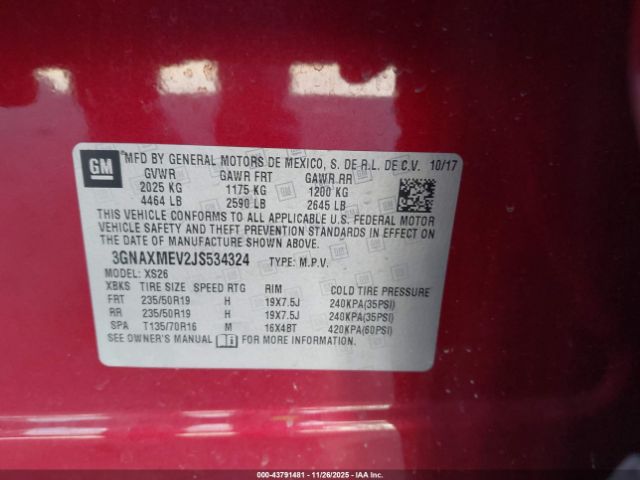 GM MFD BY GENERAL MOTORS DE MEXICO, S. DE R.L. DE C.V. 10/17
GVWR GAWR FRT GAWR RR
2025 KG 1175 KG 1200 KG
4464 LB 2590 LB 2645 LB
THIS VEHICLE CONFORMS TO ALL APPLICABLE U.S. FEDERAL MOTOR
VEHICLE SAFETY AND THEFT PREVENTION STANDARDS IN EFFECT ON
THE DATE OF MANUFACTURE SHOWN ABOVE.
3GNAXMEV2JS534324 TYPE: M.P.V.
MODEL: XS26
XBKS TIRE SIZE SPEED RTG RIM COLD TIRE PRESSURE
FRT 235/50R19 H 19X7.5J 240KPA(35PSI)
RR 235/50R19 H 19X7.5J 240KPA(35PSI)
SPA T135/70R16 M 16X4BT 420KPA(60PSI)
SEE OWNER'S MANUAL FOR MORE INFORMATION.
000-43791481 - 11/26/2025 - IAA Inc.